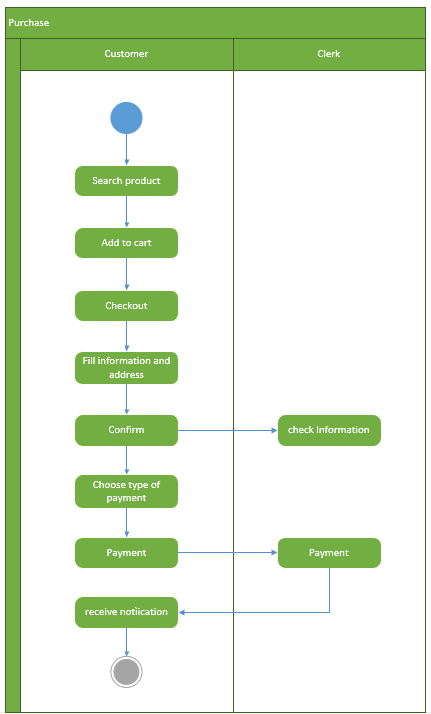 Purchase
Customer
Clerk
Search product
Add to cart
Checkout
Fill information and
address
Confirm
check Information
Choose type of
payment
Payment
Payment
receive notiication